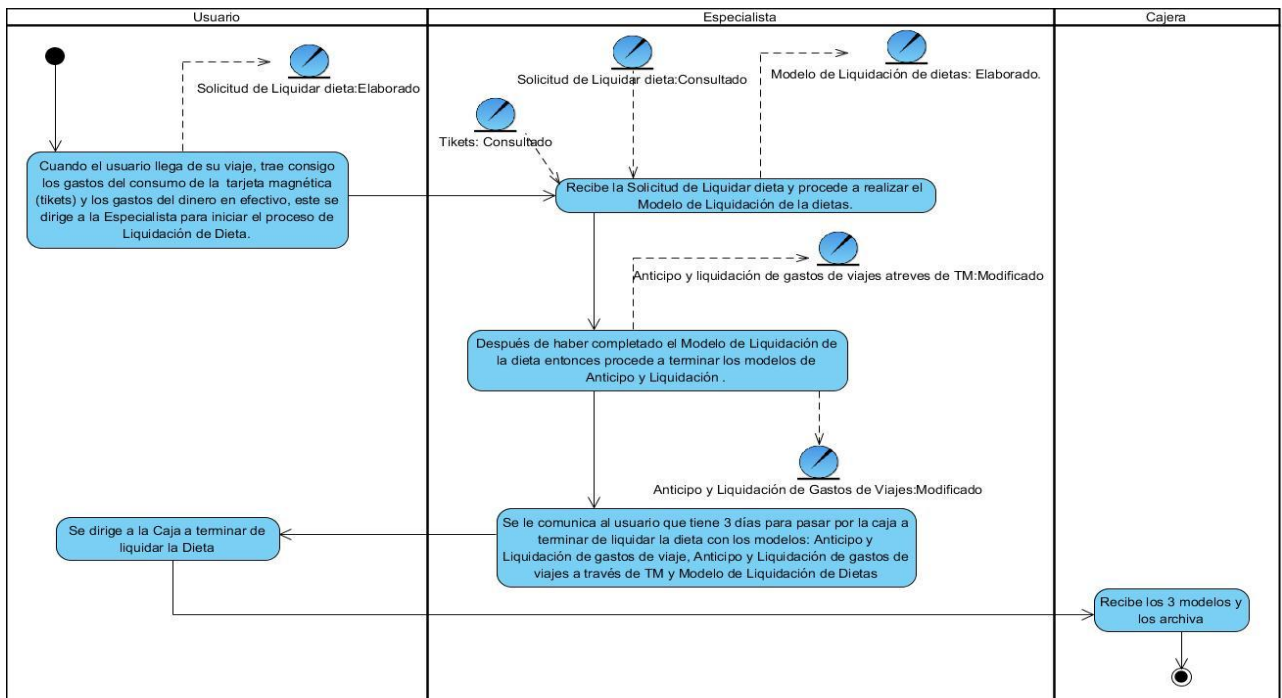 Usuario
Especialista
Cajera
Solicitud de Liquidar dieta:Elaborado
Solicitud de Liquidar dieta:Consultado
Modelo de Liquidación de dietas: Elaborado.
Tikets: Consultado
Cuando el usuario llega de su viaje, trae consigo
los gastos del consumo de la tarjeta magnética
(tikets) y los gastos del dinero en efectivo, este se
dirige a la Especialista para iniciar el proceso de
Liquidación de Dieta.
Recibe la Solicitud de Liquidar dieta y procede a realizar el
Modelo de Liquidación de la dietas.
Anticipo y liquidación de gastos de viajes atreves de TM:Modificado
Después de haber completado el Modelo de Liquidación de
la dieta entonces procede a terminar los modelos de
Anticipo y Liquidación .
Anticipo y Liquidación de Gastos de Viajes:Modificado
Se le comunica al usuario que tiene 3 días para pasar por la caja a
terminar de liquidar la dieta con los modelos: Anticipo y
Liquidación de gastos de viaje, Anticipo y Liquidación de gastos de
viajes a través de TM y Modelo de Liquidación de Dietas
Se dirige a la Caja a terminar de
liquidar la Dieta
Recibe los 3 modelos y
los archiva